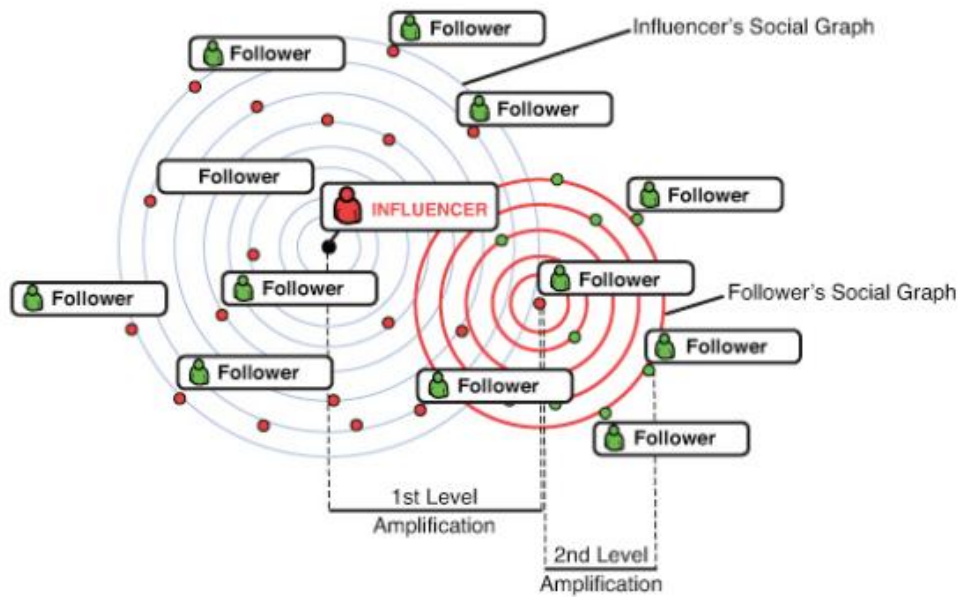 Follower
Influencer's Social Graph
Follower
Follower
Follower
Follower
INFLUENCER
Follower
Follower
Follower
Follower's Social Graph
Follower
Follower
Follower
Follower
Follower
1st Level
Amplification
2nd Level
Amplification